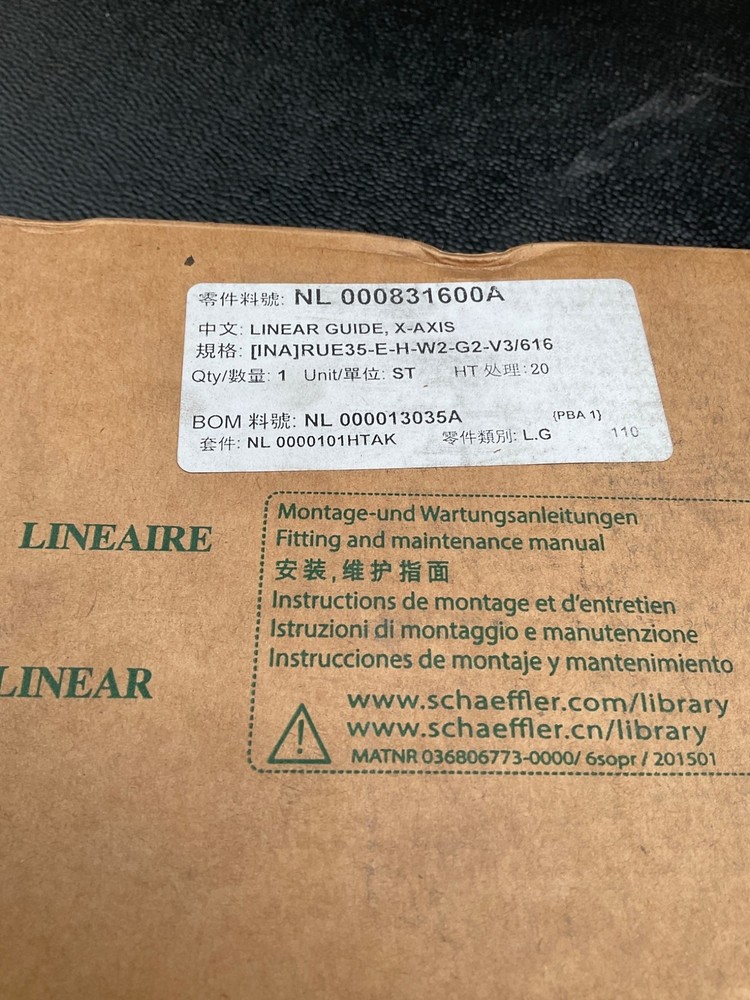 零件料號: NL 000831600A
中文: LINEAR GUIDE, X-AXIS
規格: [INA]RUE35-E-H-W2-G2-V3/616
Qty/數量: 1 Unit/單位: ST HT 处理:20
BOM 料號: NL 000013035A {PBA 1}
套件: NL 0000101HTAK 零件類別: L.G 110
LINEAIRE
LINEAR
Montage-und Wartungsanleitungen
Fitting and maintenance manual
安装,维护指面
Instructions de montage et d'entretien
Istruzioni di montaggio e manutenzione
Instrucciones de montaje y mantenimiento
www.schaeffler.com/library
www.schaeffler.cn/library
MATNR 036806773-0000/ 6sopr / 201501